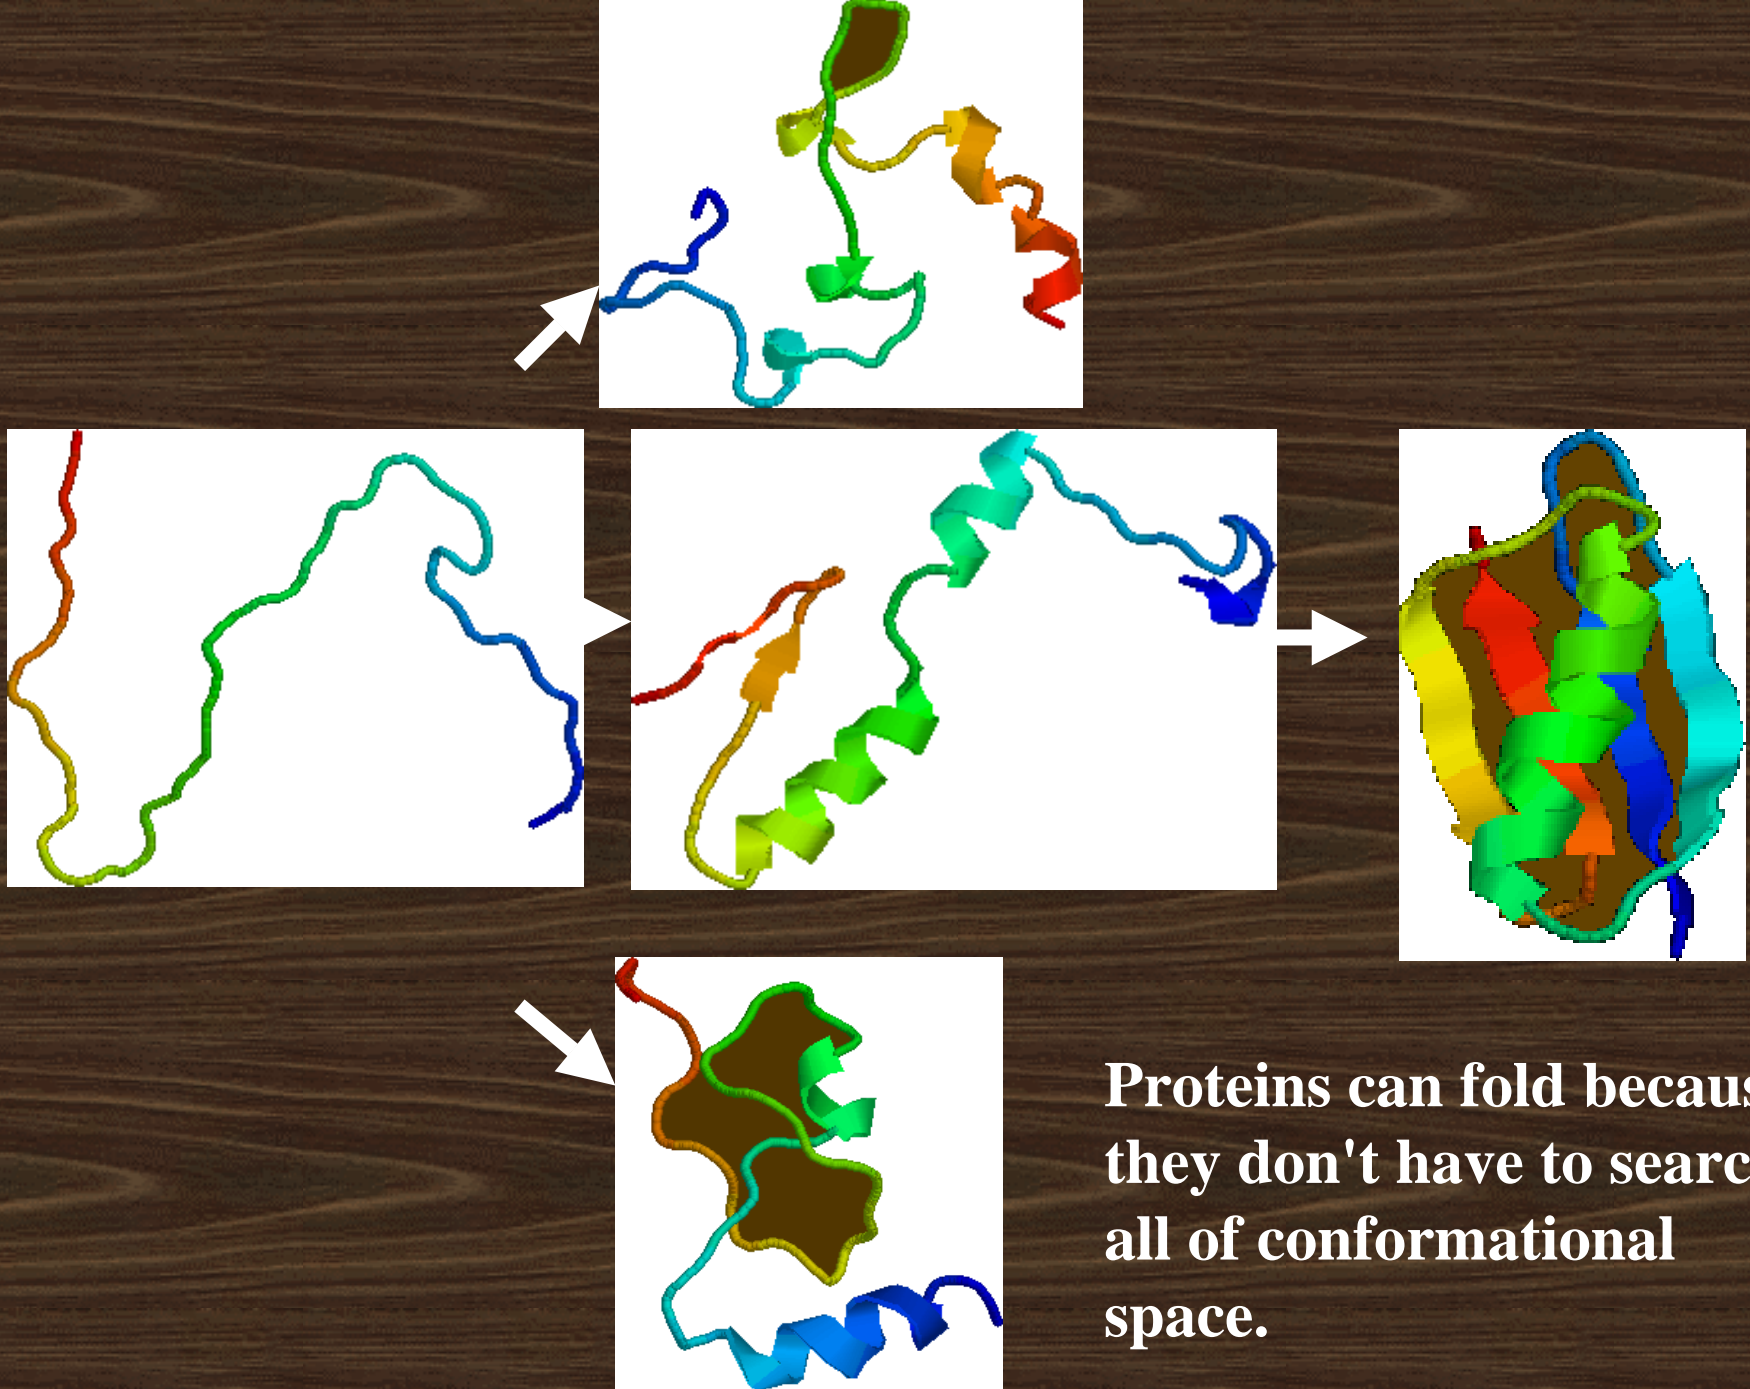 Proteins can fold becaus
they don't have to searc
all of conformational
space.